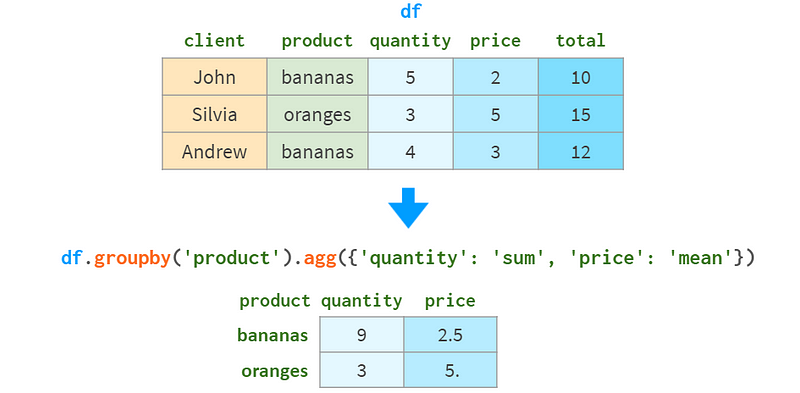 df
client product quantity price total
John bananas 5 2 10
Silvia oranges 3 5 15
Andrew bananas 4 3 12
df.groupby('product').agg({'quantity': 'sum', 'price': 'mean'})
product quantity price
bananas 9 2.5
oranges 3 5.